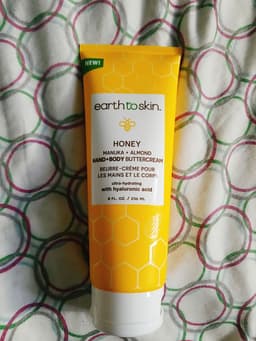 NEW!
earth to skin.
HONEY
MANUKA + ALMOND
HAND+BODY BUTTERCREAM
BEURRE-CRÈME POUR
LES MAINS ET LE CORPS
ultra-hydrating
with hyaluronic acid
8 FL. OZ. / 236 mL